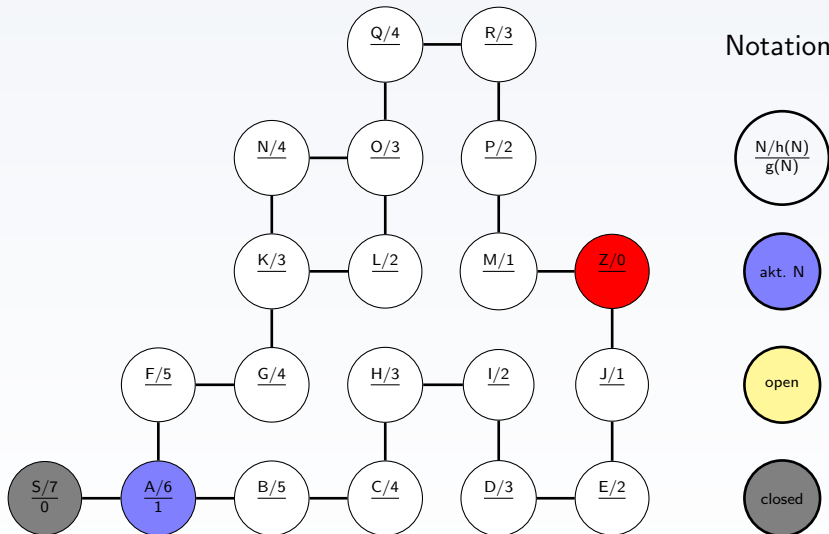 Q/4 R/3
Notation
N/4 O/3 P/2 N/h(N)
g(N)
K/3 L/2 M/1 Z/0 akt. N
F/5 G/4 H/3 I/2 J/1 open
S/7 A/6 B/5 C/4 D/3 E/2 closed
0 1